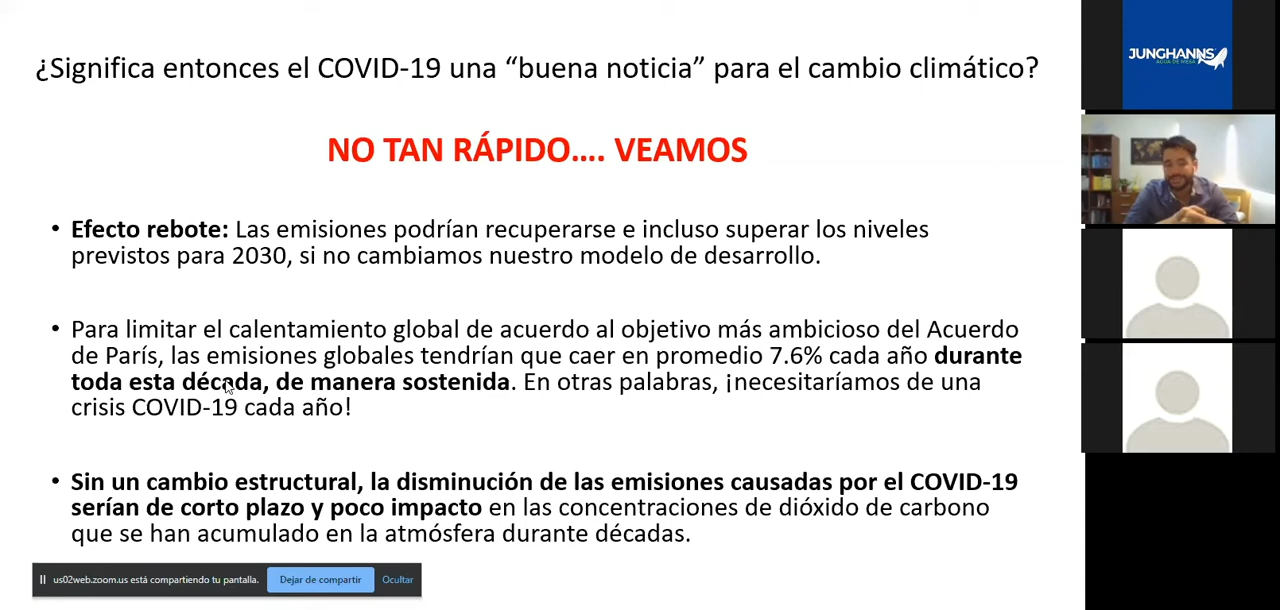 ¿Significa entonces el COVID-19 una “buena noticia” para el cambio climático?
NO TAN RÁPIDO.... VEAMOS
• Efecto rebote: Las emisiones podrían recuperarse e incluso superar los niveles
previstos para 2030, si no cambiamos nuestro modelo de desarrollo.
• Para limitar el calentamiento global de acuerdo al objetivo más ambicioso del Acuerdo
de París, las emisiones globales tendrían que caer en promedio 7.6% cada año durante
toda esta década, de manera sostenida. En otras palabras, ¡necesitaríamos de una
crisis COVID-19 cada año!
• Sin un cambio estructural, la disminución de las emisiones causadas por el COVID-19
serían de corto plazo y poco impacto en las concentraciones de dióxido de carbono
que se han acumulado en la atmósfera durante décadas.
us02web.zoom.us está compartiendo tu pantalla.
Dejar de compartir
Ocultar
JUNGHANNS
AGUA DE MESA